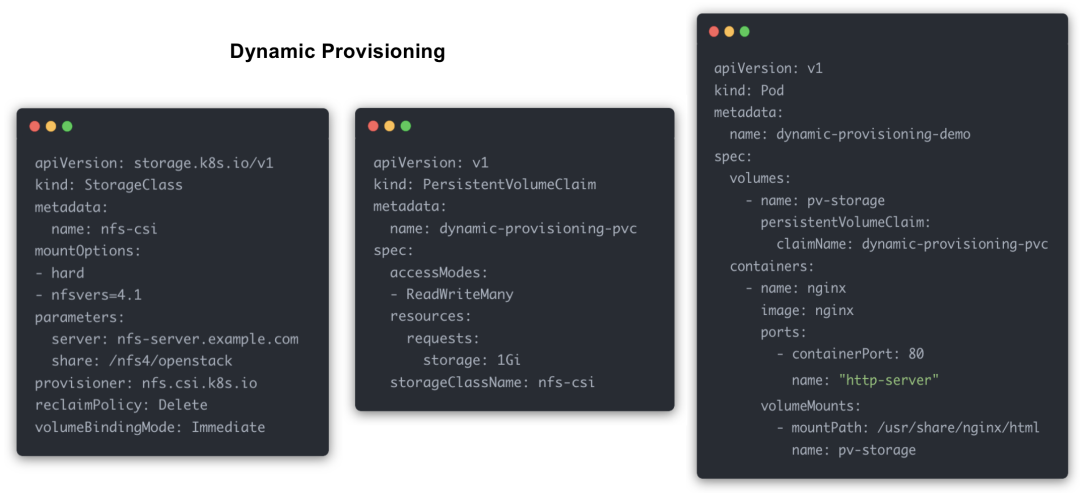 Dynamic Provisioning
apiVersion: storage.k8s.io/v1
kind: StorageClass
metadata:
  name: nfs-csi
mountOptions:
- hard
- nfsvers=4.1
parameters:
  server: nfs-server.example.com
  share: /nfs4/openstack
provisioner: nfs.csi.k8s.io
reclaimPolicy: Delete
volumeBindingMode: Immediate
apiVersion: v1
kind: PersistentVolumeClaim
metadata:
  name: dynamic-provisioning-pvc
spec:
  accessModes:
  - ReadWriteMany
  resources:
    requests:
      storage: 1Gi
  storageClassName: nfs-csi
apiVersion: v1
kind: Pod
metadata:
  name: dynamic-provisioning-demo
spec:
  volumes:
    - name: pv-storage
      persistentVolumeClaim:
        claimName: dynamic-provisioning-pvc
  containers:
    - name: nginx
      image: nginx
      ports:
        - containerPort: 80
          name: "http-server"
      volumeMounts:
        - mountPath: /usr/share/nginx/html
          name: pv-storage